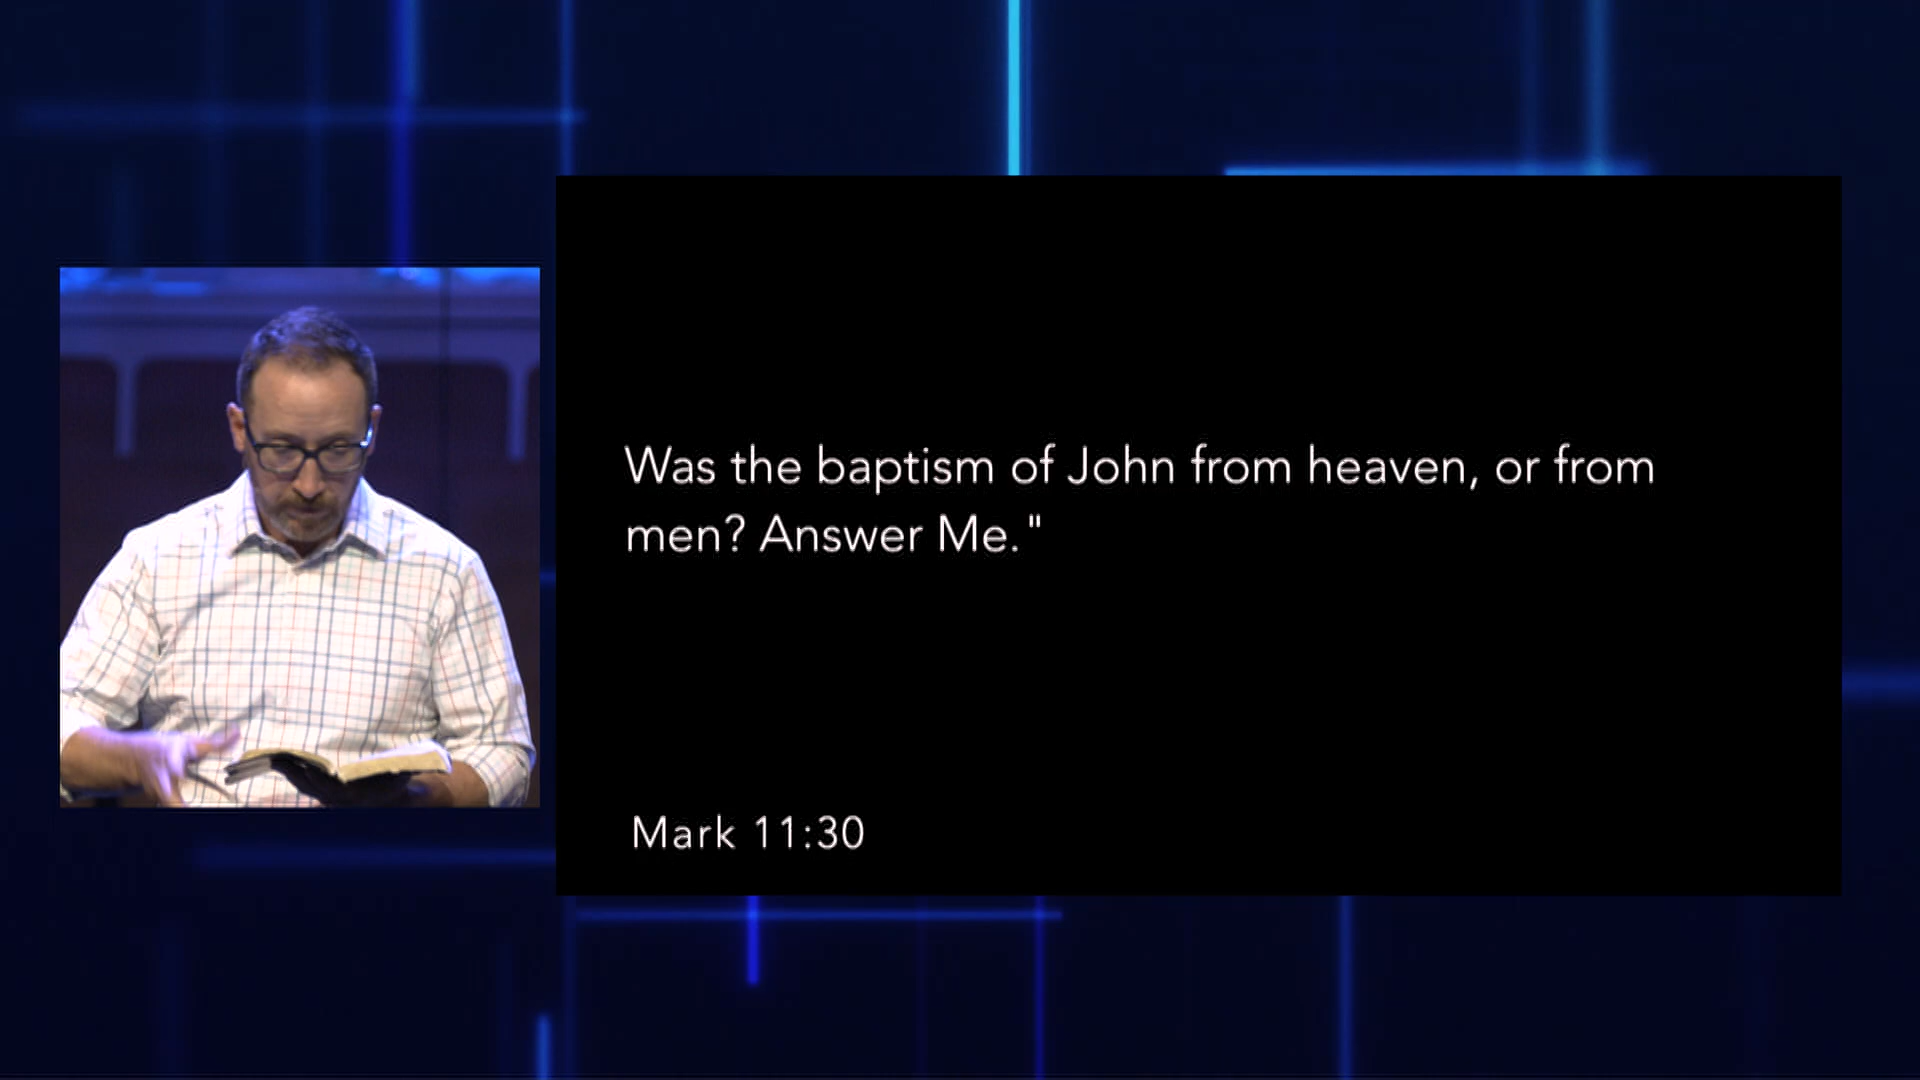 Was the baptism of John from heaven, or from
men? Answer Me."
Mark 11:30